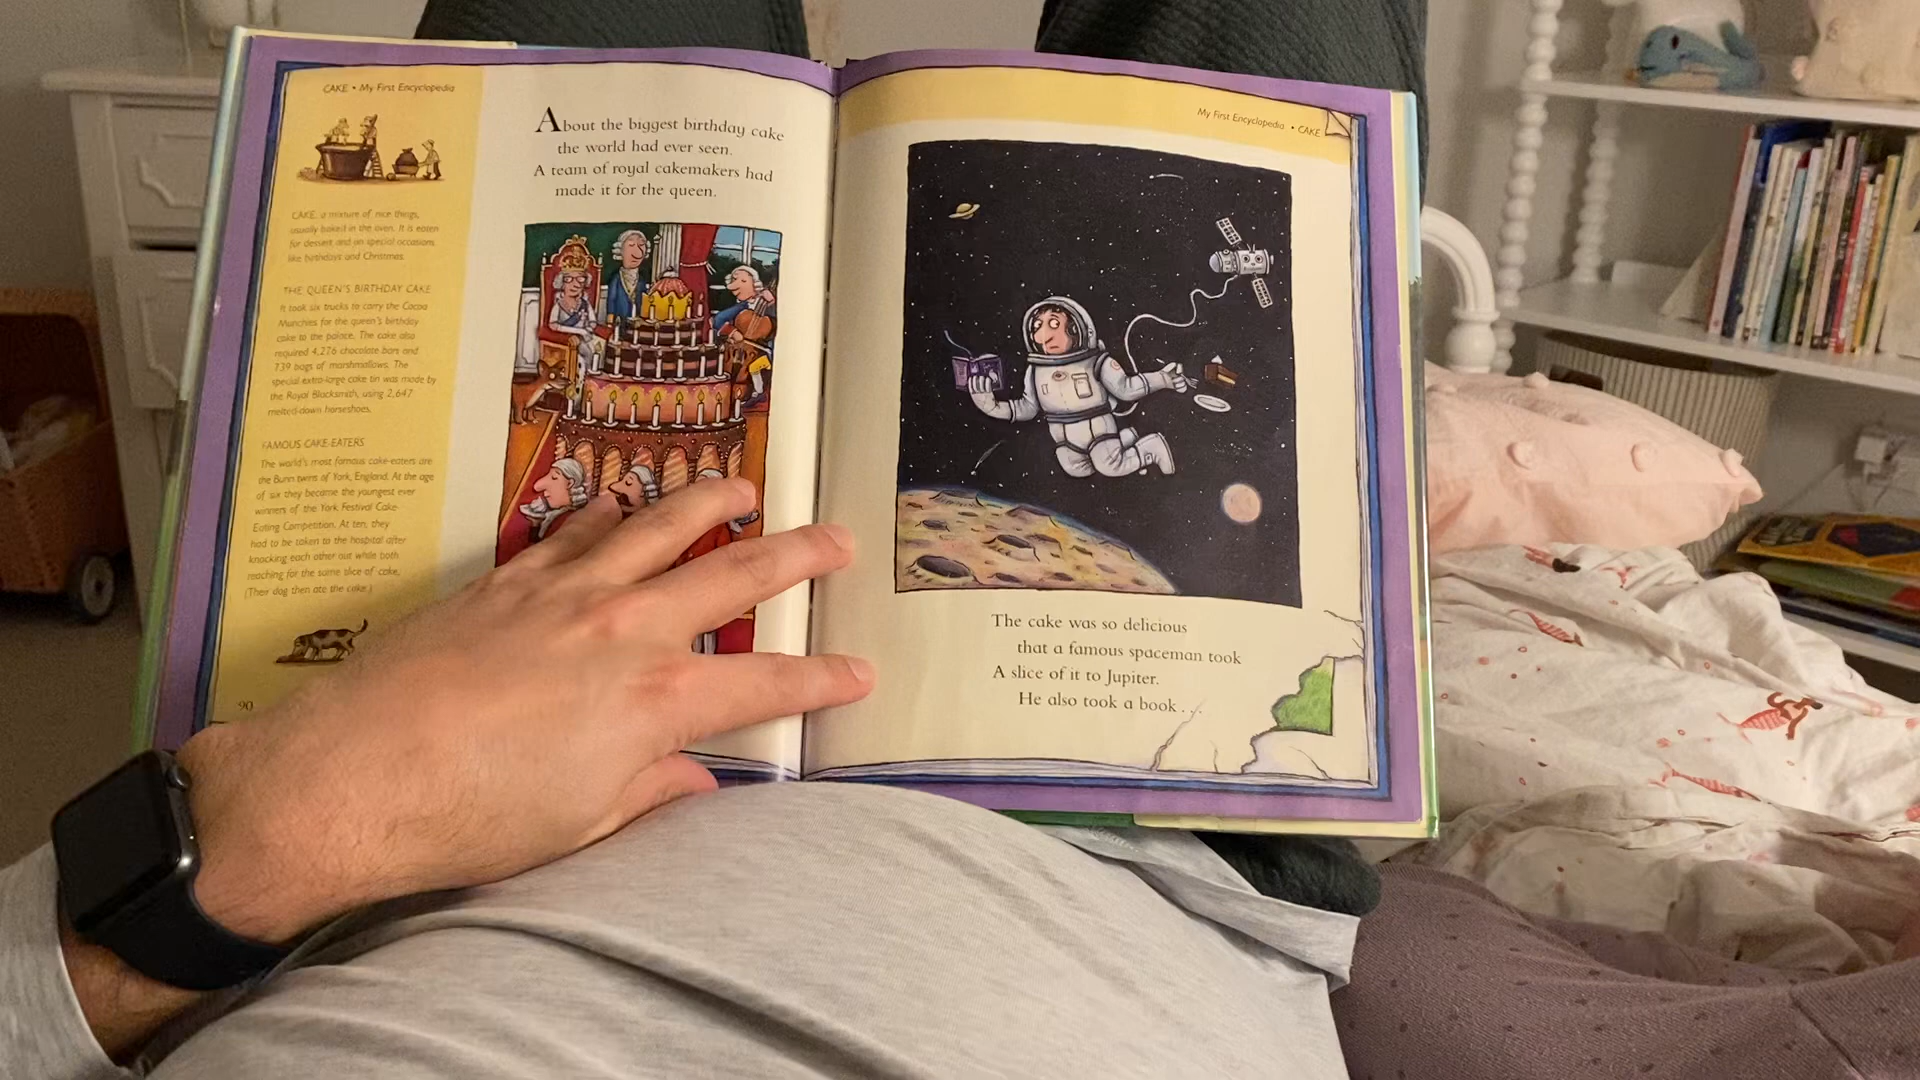 CAKE • My First Encyclopedia
CAKE, a mixture of nice things,
usually baked in the oven. It is eaten
for dessert and on special occasions
like birthdays and Christmas.
THE QUEEN'S BIRTHDAY CAKE
It took six trucks to carry the Cocoa
Munchies for the queen's birthday
cake to the palace. The cake also
required 4,276 chocolate bars and
739 bags of marshmallows. The
special extra-large cake tin was made by
the Royal Blacksmith, using 2,647
melted-down horseshoes.
FAMOUS CAKE-EATERS
The world's most famous cake-eaters are
the Bunn twins of York, England. At the age
of six they became the youngest ever
winners of the York Festival Cake-
Eating Competition. At ten, they
had to be taken to the hospital after
knocking each other out while both
reaching for the same slice of cake.
(Their dog then ate the cake.)
90
About the biggest birthday cake
the world had ever seen.
A team of royal cakemakers had
made it for the queen.
My First Encyclopedia • CAKE
The cake was so delicious
that a famous spaceman took
A slice of it to Jupiter.
He also took a book . . .